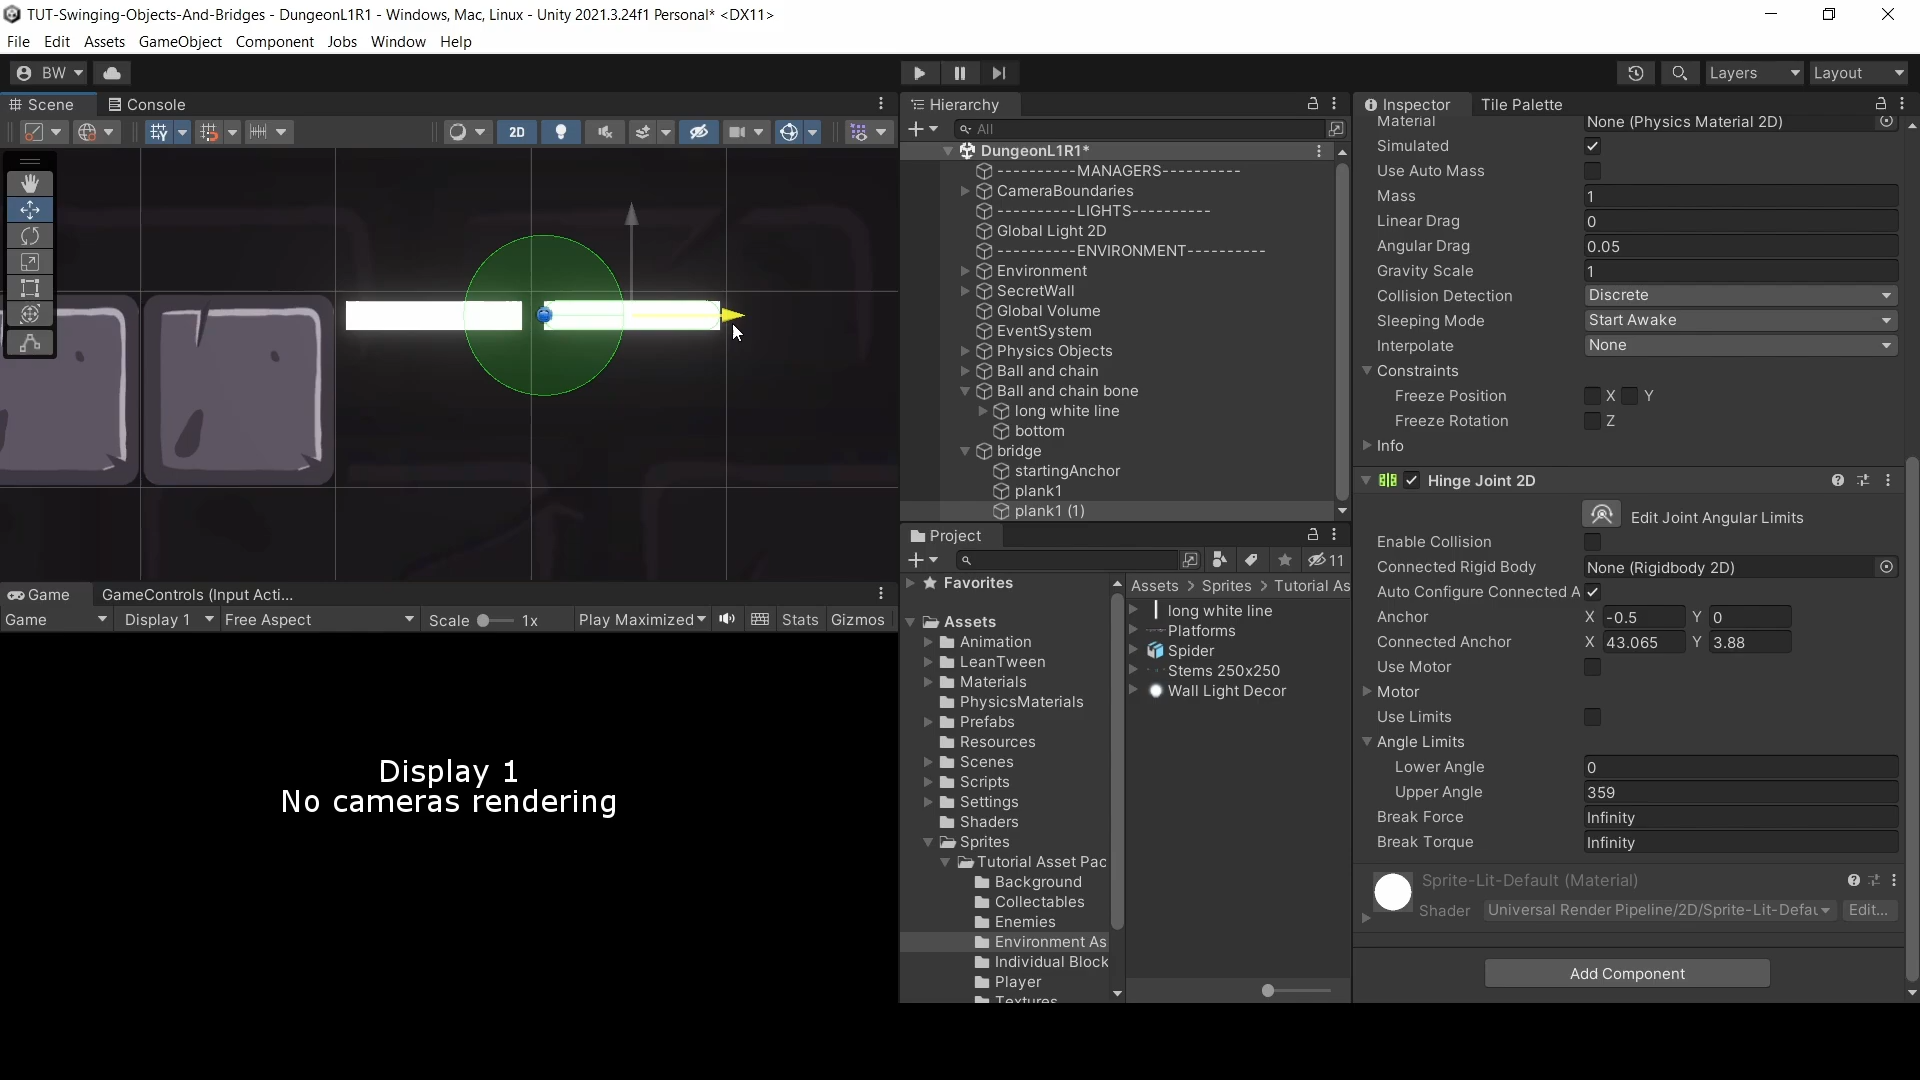 TUT-Swinging-Objects-And-Bridges - DungeonL1R1 - Windows, Mac, Linux - Unity 2021.3.24f1 Personal* <DX11>
File Edit Assets GameObject Component Jobs Window Help
BW Layers Layout
Scene Console
2D
Hierarchy
All
DungeonL1R1*
----------MANAGERS----------
CameraBoundaries
----------LIGHTS----------
Global Light 2D
----------ENVIRONMENT----------
Environment
SecretWall
Global Volume
EventSystem
Physics Objects
Ball and chain
Ball and chain bone
long white line
bottom
bridge
startingAnchor
plank1
plank1 (1)
Inspector Tile Palette
Material None (Physics Material 2D)
Simulated
Use Auto Mass
Mass 1
Linear Drag 0
Angular Drag 0.05
Gravity Scale 1
Collision Detection Discrete
Sleeping Mode Start Awake
Interpolate None
Constraints
Freeze Position X Y
Freeze Rotation Z
Info
Hinge Joint 2D
Edit Joint Angular Limits
Enable Collision
Connected Rigid Body None (Rigidbody 2D)
Auto Configure Connected A
Anchor X -0.5 Y 0
Connected Anchor X 43.065 Y 3.88
Use Motor
Motor
Use Limits
Angle Limits
Lower Angle 0
Upper Angle 359
Break Force Infinity
Break Torque Infinity
Sprite-Lit-Default (Material)
Shader Universal Render Pipeline/2D/Sprite-Lit-Defau Edit...
Add Component
Game GameControls (Input Acti...
Game Display 1 Free Aspect Scale 1x Play Maximized Stats Gizmos
Display 1
No cameras rendering
Project
11
Favorites
Assets
Animation
LeanTween
Materials
PhysicsMaterials
Prefabs
Resources
Scenes
Scripts
Settings
Shaders
Sprites
Tutorial Asset Pac
Background
Collectables
Enemies
Environment As
Individual Block
Player
Textures
Assets > Sprites > Tutorial As
long white line
Platforms
Spider
Stems 250x250
Wall Light Decor